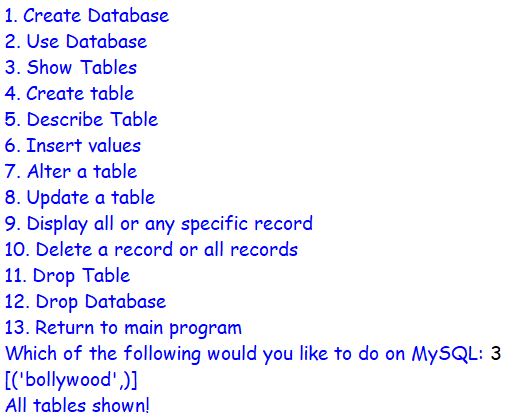 1. Create Database
2. Use Database
3. Show Tables
4. Create table
5. Describe Table
6. Insert values
7. Alter a table
8. Update a table
9. Display all or any specific record
10. Delete a record or all records
11. Drop Table
12. Drop Database
13. Return to main program
Which of the following would you like to do on MySQL: 3
[('bollywood',)]
All tables shown!